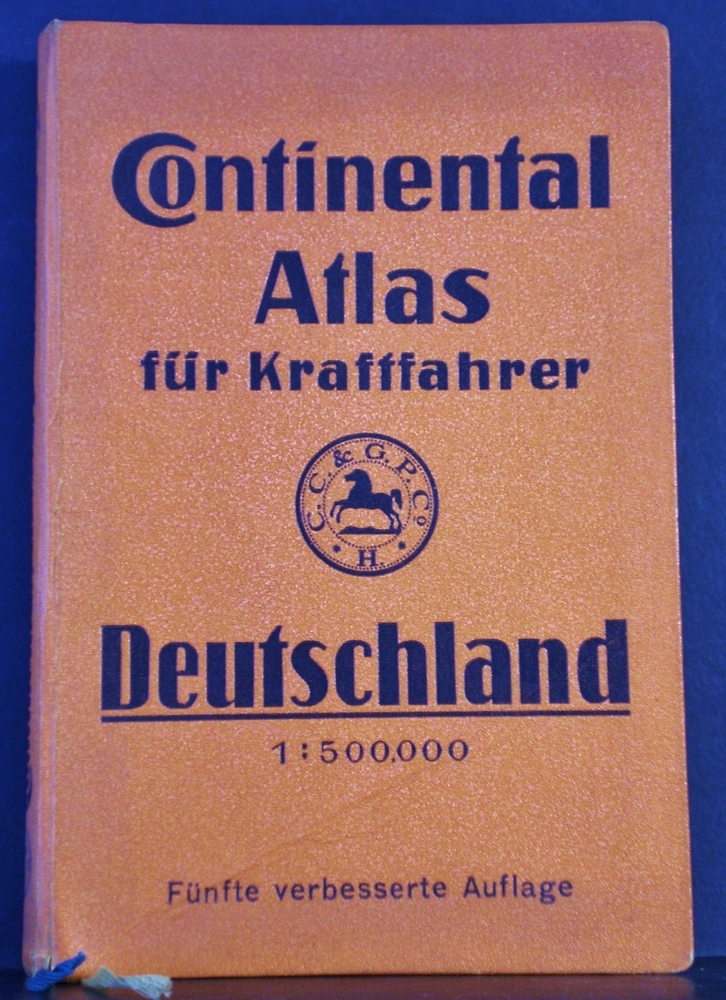 Continental
Atlas
für Kraftfahrer
C.C.&G.P.Co
H.
Deutschland
1:500.000
Fünfte verbesserte Auflage